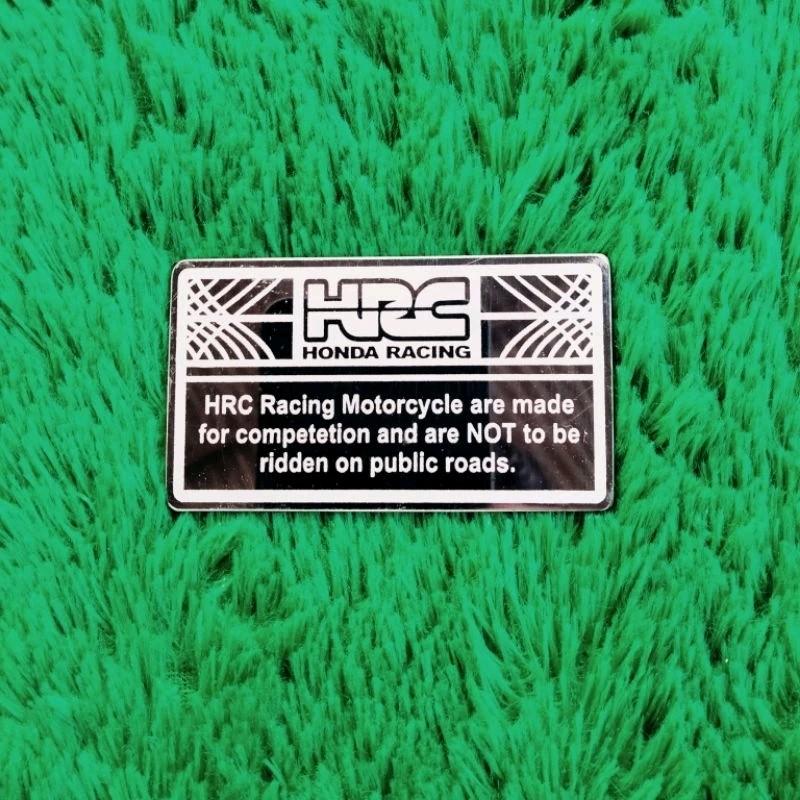 HRC
HONDA RACING
HRC Racing Motorcycle are made
for competetion and are NOT to be
ridden on public roads.